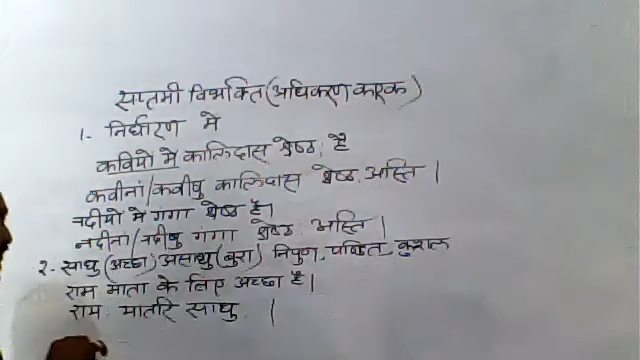 सप्तमी विभक्ति (अधिकरण कारक)
1- निर्धारण में
कवियों में कालिदास श्रेष्ठ: है
कवीनां/कवीषु कालिदास श्रेष्ठ: अस्ति |
नदीयो में गंगा श्रेष्ठ है।
नदीनां/नदीषु गंगा श्रेष्ठ: अस्ति |
२- साधु (अच्छा) असाधु (बुरा) निपुण, पण्डित, कुशल
राम माता के लिए अच्छा है |
राम: मातरि साधु: |